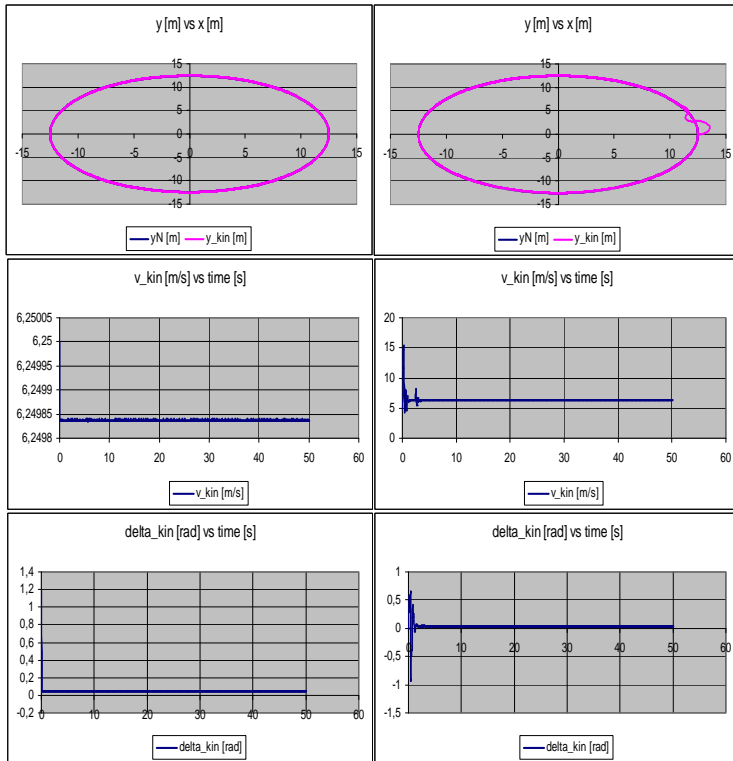 y [m] vs x [m]
15
10
5
0
-15 -10 -5 0 5 10 15
-5
-10
-15
yN [m] y_kin [m]
y [m] vs x [m]
15
10
5
0
-15 -10 -5 0 5 10 15
-5
-10
-15
yN [m] y_kin [m]
v_kin [m/s] vs time [s]
6,25005
6,25
6,24995
6,2499
6,24985
6,2498
0 10 20 30 40 50 60
v_kin [m/s]
v_kin [m/s] vs time [s]
20
15
10
5
0
0 10 20 30 40 50 60
v_kin [m/s]
delta_kin [rad] vs time [s]
1,4
1,2
1
0,8
0,6
0,4
0,2
0
-0,2
0 10 20 30 40 50 60
delta_kin [rad]
delta_kin [rad] vs time [s]
1
0,5
0
0 10 20 30 40 50 60
-0,5
-1
-1,5
delta_kin [rad]